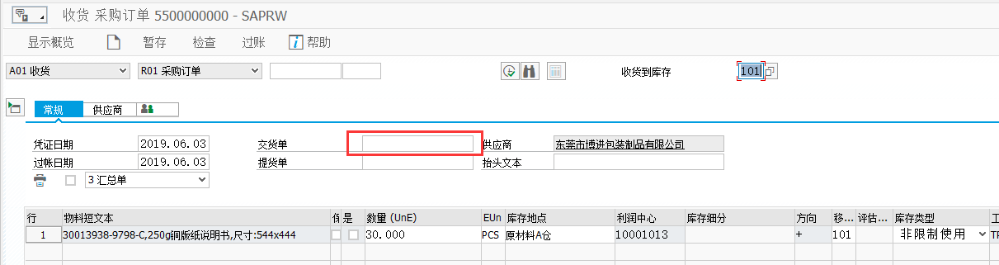 收货 采购订单 5500000000 - SAPRW
显示概览 暂存 检查 过账 帮助
A01 收货 R01 采购订单 收货到库存 101
常规 供应商
凭证日期 2019.06.03 交货单 供应商 东莞市博进包装制品有限公司
过帐日期 2019.06.03 提货单 抬头文本
3 汇总单
行 物料短文本 是 数量 (UnE) EUn 库存地点 利润中心 库存细分 方向 移... 评估... 库存类型
1 30013938-9798-C,250g铜版纸说明书,尺寸:544x444 30.000 PCS 原材料A仓 10001013 + 101 非限制使用